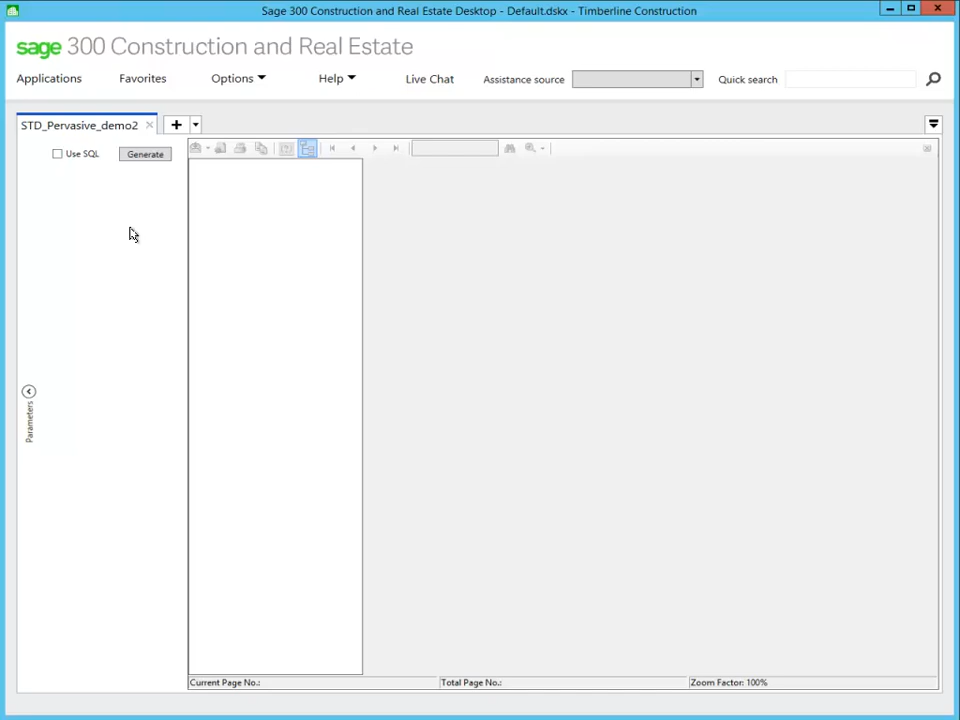 Sage 300 Construction and Real Estate Desktop - Default.dskx - Timberline Construction
sage 300 Construction and Real Estate
Applications Favorites Options Help Live Chat Assistance source Quick search
STD_Pervasive_demo2
Use SQL Generate
Parameters
Current Page No.: Total Page No.: Zoom Factor: 100%